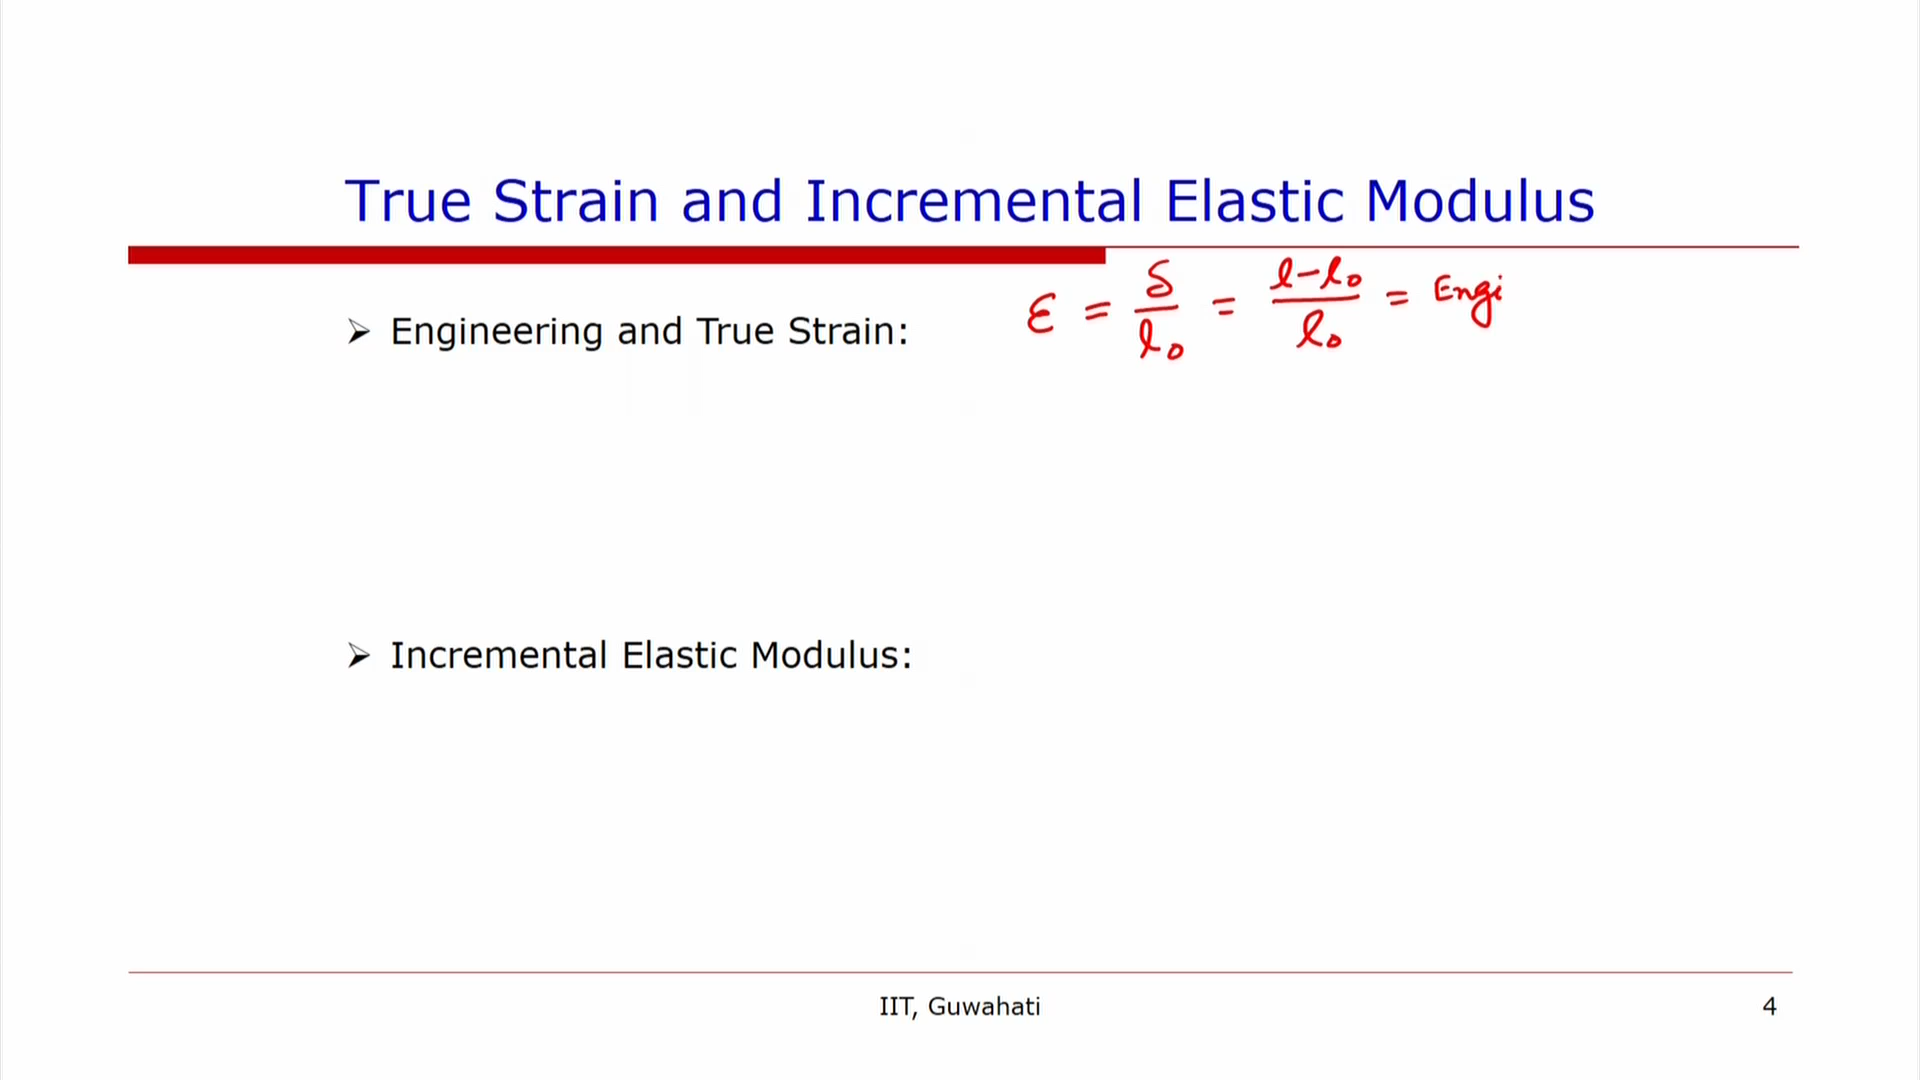 True Strain and Incremental Elastic Modulus
ε = δ/l₀ = (l-l₀)/l₀ = Engi
➢ Engineering and True Strain:
➢ Incremental Elastic Modulus:
IIT, Guwahati
4